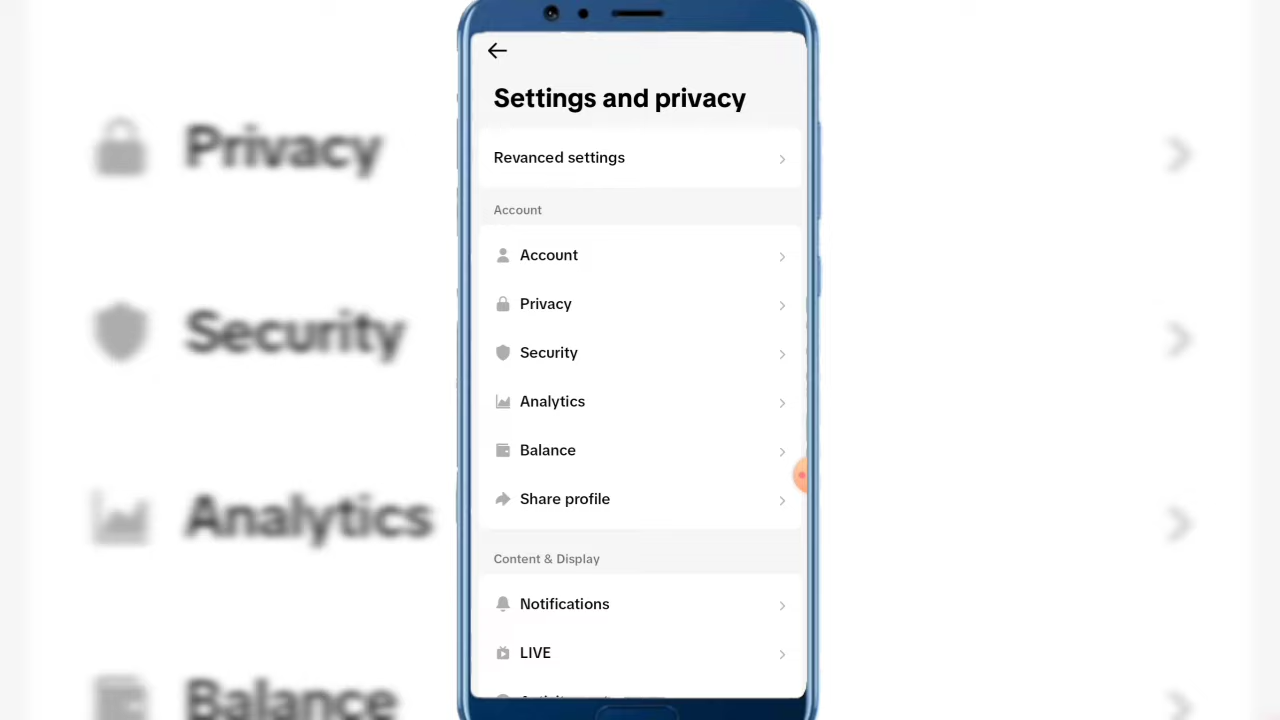 Settings and privacy
Revanced settings
Account
Account
Privacy
Security
Analytics
Balance
Share profile
Content & Display
Notifications
LIVE
Privacy
Security
Analytics
Balance